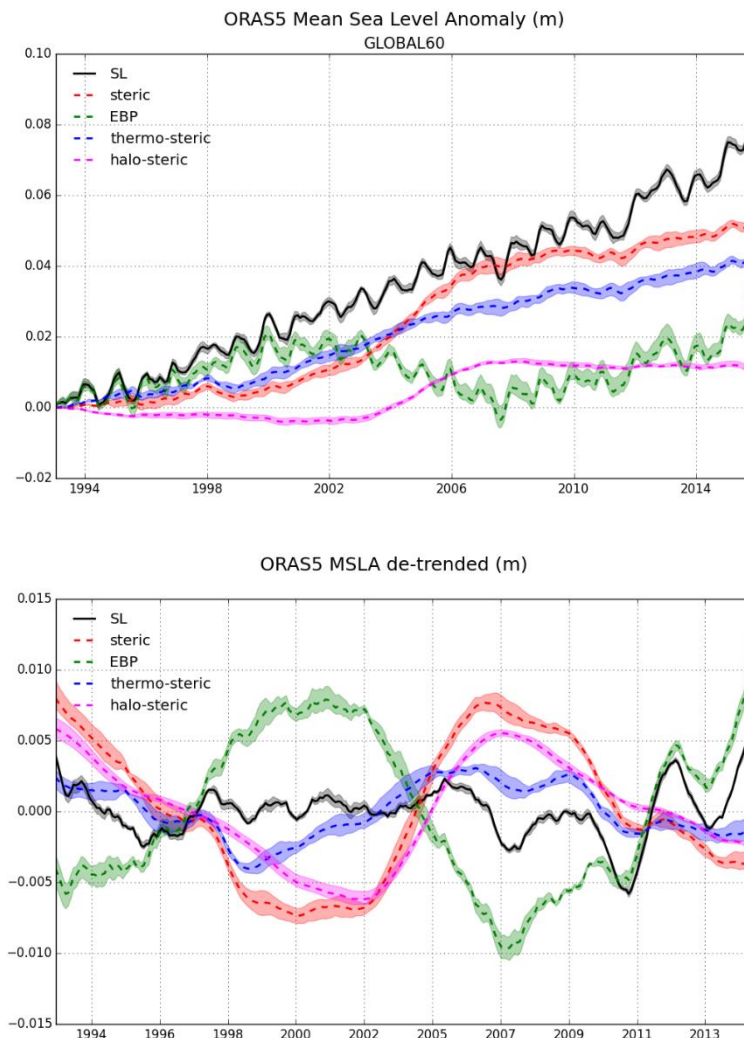 ORAS5 Mean Sea Level Anomaly (m)
GLOBAL60
0.10
0.08
0.06
0.04
0.02
0.00
−0.02
SL
steric
EBP
thermo-steric
halo-steric
1994 1998 2002 2006 2010 2014
ORAS5 MSLA de-trended (m)
0.015
0.010
0.005
0.000
−0.005
−0.010
−0.015
SL
steric
EBP
thermo-steric
halo-steric
1994 1996 1998 2000 2002 2005 2007 2009 2011 2013